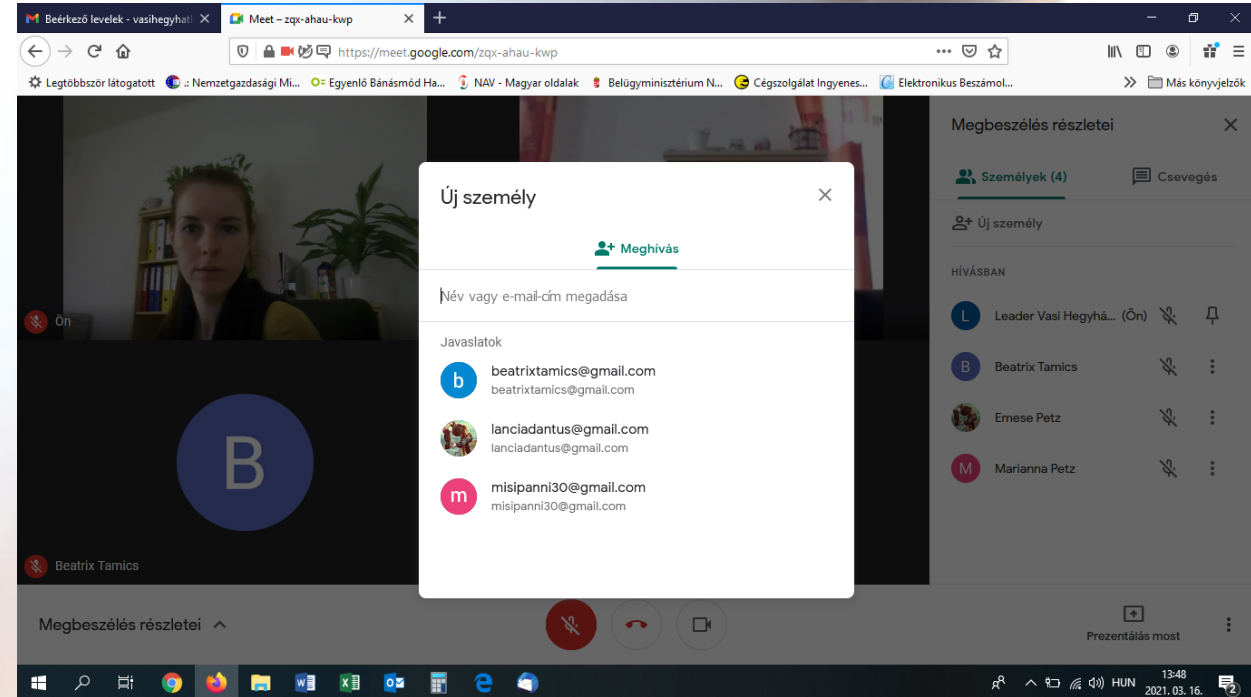 Beérkező levelek - vasihegyhatl
Meet – zqx-ahau-kwp
https://meet.google.com/zqx-ahau-kwp
Legtöbbször látogatott
.: Nemzetgazdasági Mi...
Egyenlő Bánásmód Ha...
NAV - Magyar oldalak
Belügyminisztérium N...
Cégszolgálat Ingyenes...
Elektronikus Beszámol...
Más könyvjelzők
Ön
B
Beatrix Tamics
Új személy
Meghívás
Név vagy e-mail-cím megadása
Javaslatok
b
beatrixtamics@gmail.com
beatrixtamics@gmail.com
lanciadantus@gmail.com
lanciadantus@gmail.com
m
misipanni30@gmail.com
misipanni30@gmail.com
Megbeszélés részletei
Személyek (4)
Csevegés
Új személy
HÍVÁSBAN
L
Leader Vasi Hegyhá... (Ön)
B
Beatrix Tamics
Emese Petz
M
Marianna Petz
Megbeszélés részletei
Prezentálás most
HUN
13:48
2021. 03. 16.
2